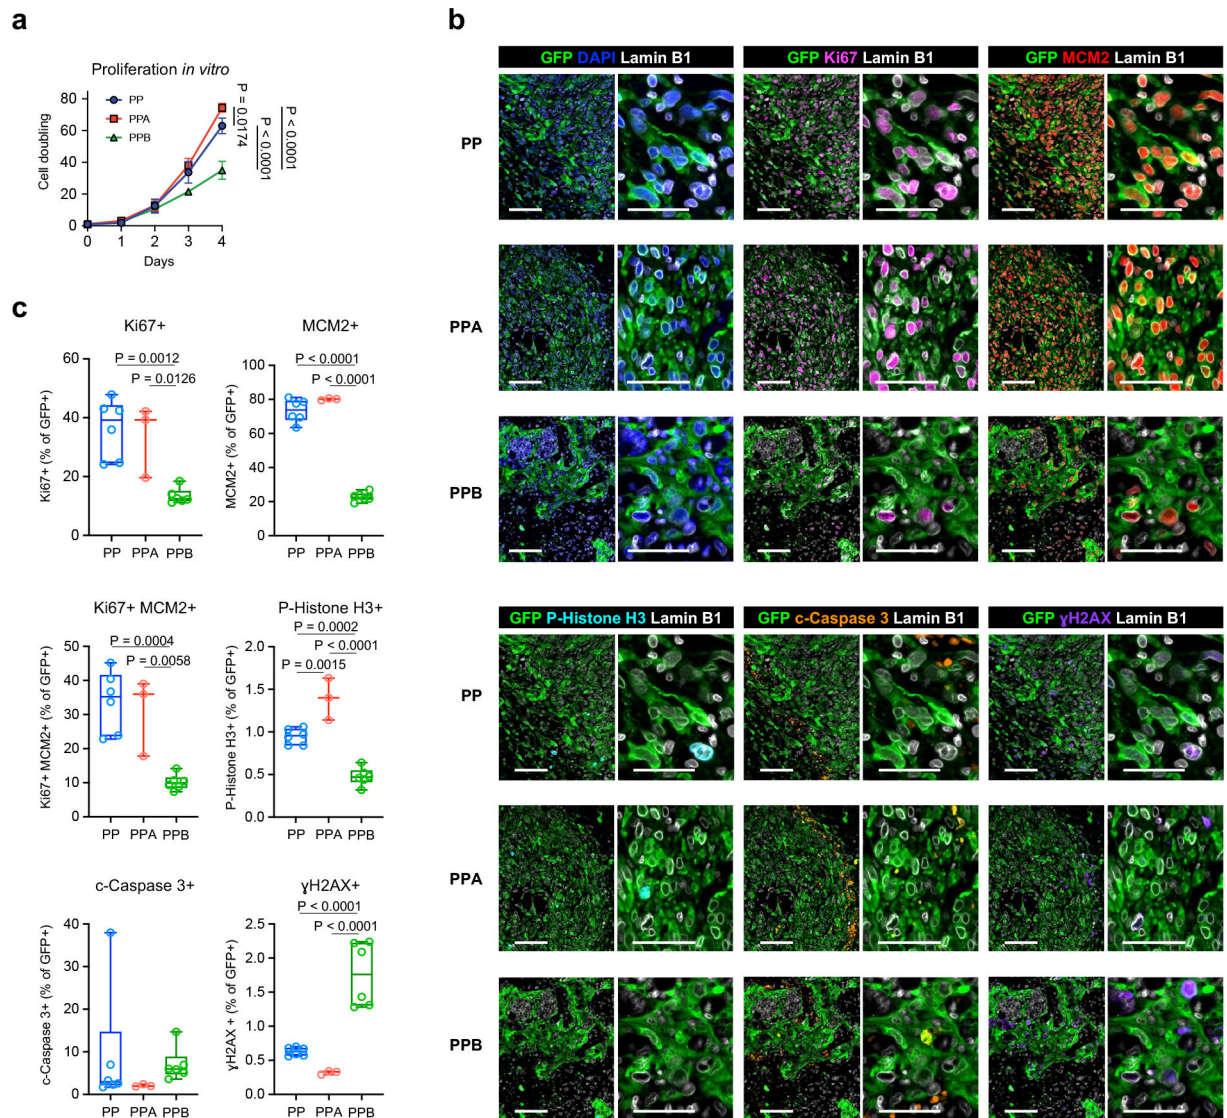 a
Proliferation in vitro
Cell doubling
80
60
40
20
0
PP
PPA
PPB
0 1 2 3 4
Days
P = 0.0174
P < 0.0001
P < 0.0001
b
GFP DAPI Lamin B1
GFP Ki67 Lamin B1
GFP MCM2 Lamin B1
PP
PPA
PPB
GFP P-Histone H3 Lamin B1
GFP c-Caspase 3 Lamin B1
GFP ɣH2AX Lamin B1
PP
PPA
PPB
c
Ki67+
Ki67+ (% of GFP+)
60
40
20
0
P = 0.0012
P = 0.0126
PP PPA PPB
MCM2+
MCM2+ (% of GFP+)
100
80
60
40
20
0
P < 0.0001
P < 0.0001
PP PPA PPB
Ki67+ MCM2+
Ki67+ MCM2+ (% of GFP+)
50
40
30
20
10
0
P = 0.0004
P = 0.0058
PP PPA PPB
P-Histone H3+
P-Histone H3+ (% of GFP+)
2.0
1.5
1.0
0.5
0.0
P = 0.0002
P < 0.0001
P = 0.0015
PP PPA PPB
c-Caspase 3+
c-Caspase 3+ (% of GFP+)
40
30
20
10
0
PP PPA PPB
ɣH2AX+
ɣH2AX + (% of GFP+)
2.5
2.0
1.5
1.0
0.5
0.0
P < 0.0001
P < 0.0001
PP PPA PPB